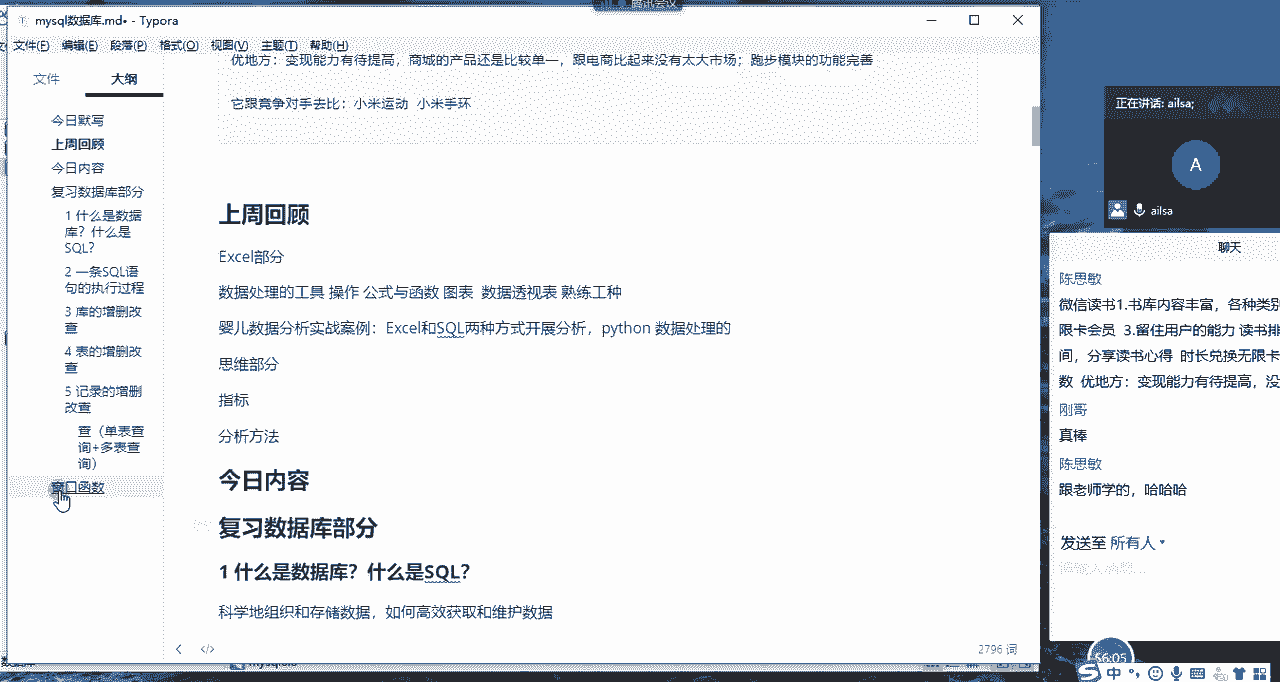 腾讯会议
mysql数据库.md• - Typora
文件(F) 编辑(E) 段落(P) 格式(O) 视图(V) 主题(T) 帮助(H)
文件 大纲
今日默写
上周回顾
今日内容
复习数据库部分
1 什么是数据
库？什么是
SQL？
2 一条SQL语
句的执行过程
3 库的增删改
查
4 表的增删改
查
5 记录的增删
改查
查（单表查
询+多表查
询）
窗口函数
优地方：变现能力有待提高，商城的产品还是比较单一，跟电商比起来没有太大市场；跑步模块的功能完善
它跟竞争对手去比：小米运动 小米手环
上周回顾
Excel部分
数据处理的工具 操作 公式与函数 图表 数据透视表 熟练工种
婴儿数据分析实战案例：Excel和SQL两种方式开展分析，python 数据处理的
思维部分
指标
分析方法
今日内容
复习数据库部分
1 什么是数据库？什么是SQL？
科学地组织和存储数据，如何高效获取和维护数据
2796 词
正在讲话: ailsa;
A
ailsa
聊天
陈思敏
微信读书1.书库内容丰富，各种类别
限卡会员 3.留住用户的能力 读书排
间，分享读书心得 时长兑换无限卡
数 优地方：变现能力有待提高，没
刚哥
真棒
陈思敏
跟老师学的，哈哈哈
发送至 所有人
56:05
中